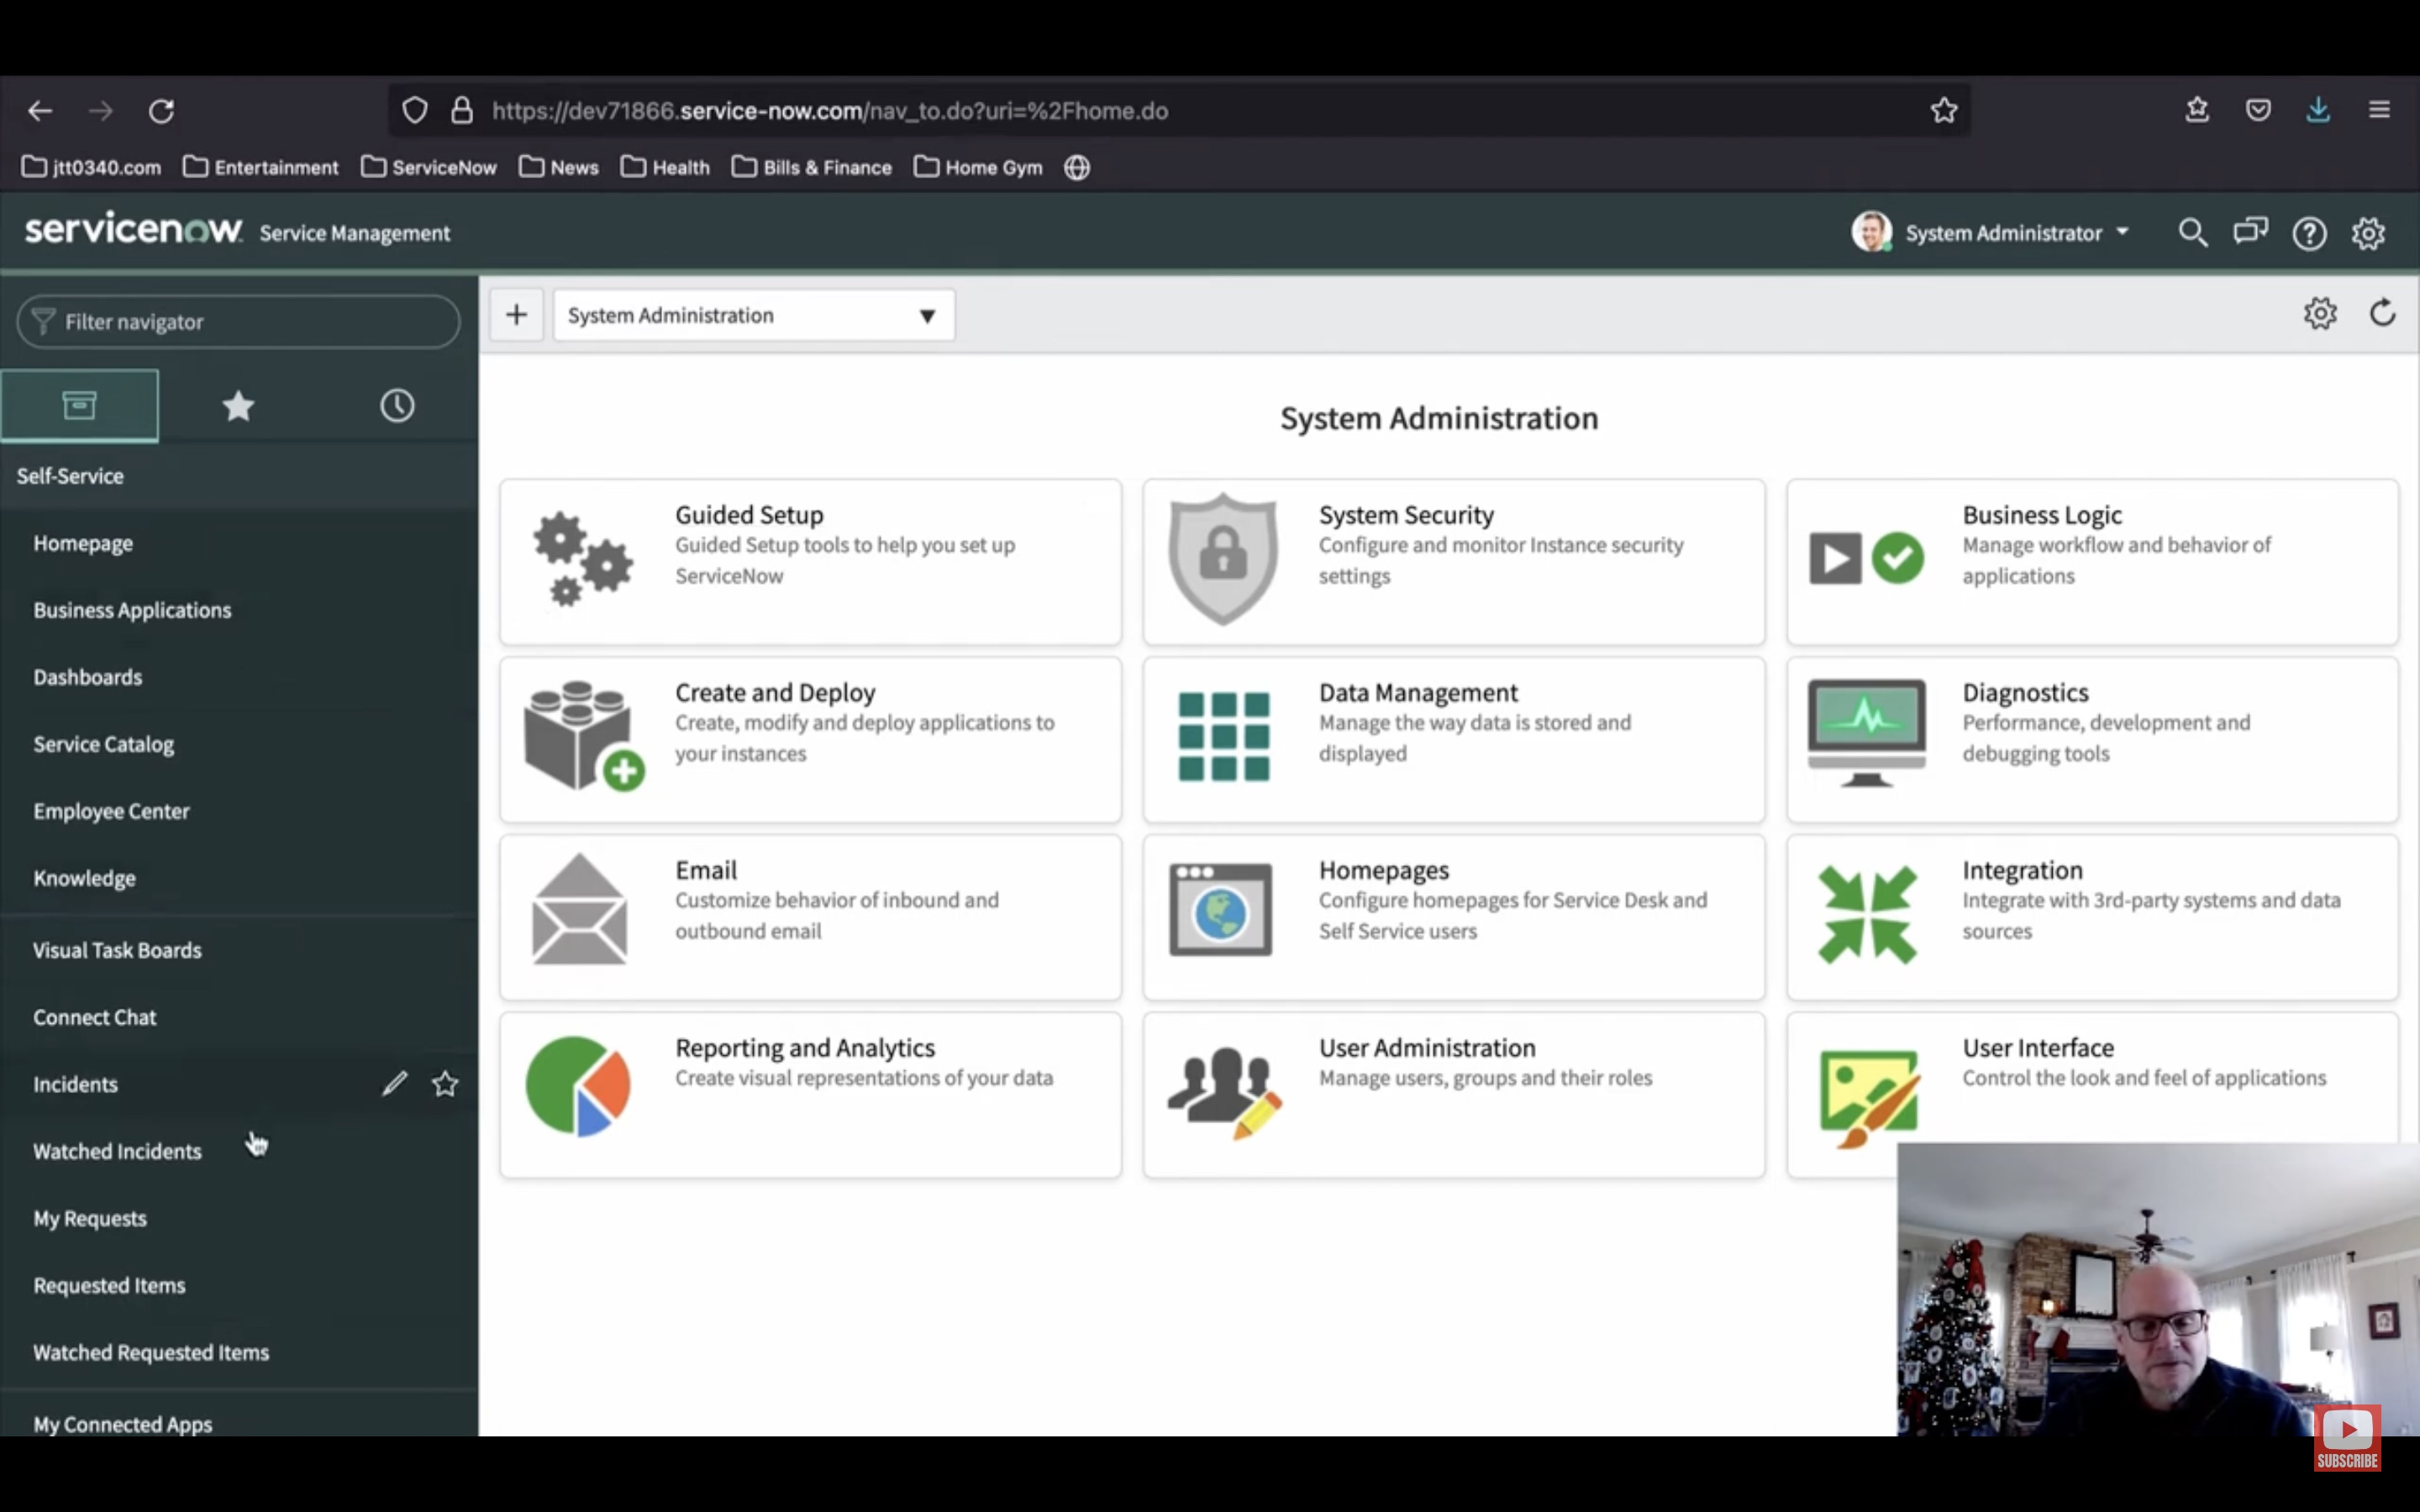 https://dev71866.service-now.com/nav_to.do?uri=%2Fhome.do
jtt0340.com Entertainment ServiceNow News Health Bills & Finance Home Gym
servicenow Service Management System Administrator
Filter navigator
System Administration
Self-Service
Homepage
Business Applications
Dashboards
Service Catalog
Employee Center
Knowledge
Visual Task Boards
Connect Chat
Incidents
Watched Incidents
My Requests
Requested Items
Watched Requested Items
My Connected Apps
System Administration
Guided Setup
Guided Setup tools to help you set up
ServiceNow
System Security
Configure and monitor Instance security
settings
Business Logic
Manage workflow and behavior of
applications
Create and Deploy
Create, modify and deploy applications to
your instances
Data Management
Manage the way data is stored and
displayed
Diagnostics
Performance, development and
debugging tools
Email
Customize behavior of inbound and
outbound email
Homepages
Configure homepages for Service Desk and
Self Service users
Integration
Integrate with 3rd-party systems and data
sources
Reporting and Analytics
Create visual representations of your data
User Administration
Manage users, groups and their roles
User Interface
Control the look and feel of applications
SUBSCRIBE